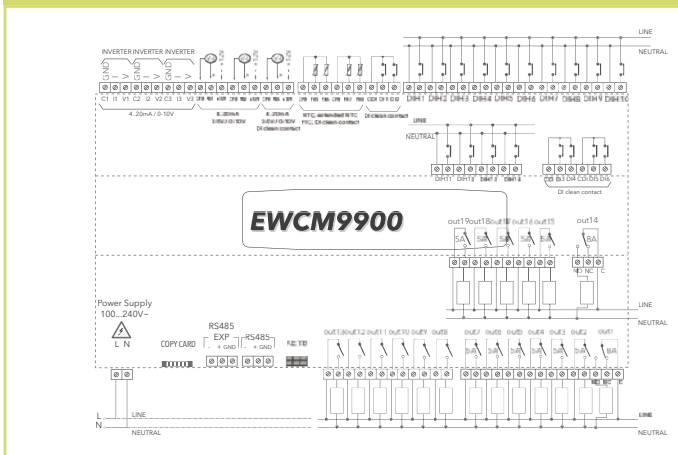 LINE
NEUTRAL
INVERTER INVERTER INVERTER
GND I V GND I V GND I V
C1 I1 V1 C2 I2 V2 C3 I3 V3
DIH1 DIH2 DIH3 DIH4 DIH5 DIH6 DIH7 DIH8 DIH9 DIH10
4..20mA / 0-10V
4..20mA
0-5V / 0-10V
4..20mA
0-5V / 0-10V
DI clean contact
NTC, extended NTC
PTC, DI clean contact
DI clean contact
LINE
NEUTRAL
DIH11
DI4 CDI DI5 DI6
DI clean contact
EWCM9900
out19 out18 out17 out16 out15
out14
5A 5A 5A 5A 5A
8A
NO NC C
LINE
NEUTRAL
Power Supply
100...240V~
L N
COPY CARD
RS485
EXP
- + GND
RS485
- + GND
out13 out12 out11 out10 out9 out8
out7 out6 out5 out4 out3 out2 out1
L
LINE
N
NEUTRAL
LINE
NEUTRAL